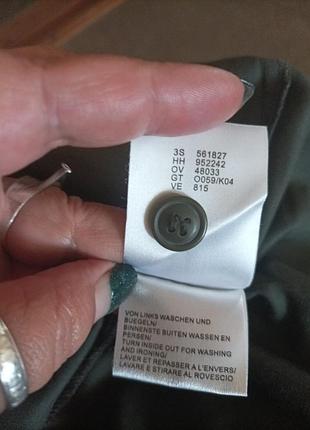 3S 561827
HH 952242
OV 48033
GT O059/K04
VE 815
VON LINKS WASCHEN UND
BUEGELN/
BINNENSTE BUITEN WASSEN EN
PERSEN/
TURN INSIDE OUT FOR WASHING
AND IRONING/
LAVER ET REPASSER A L'ENVERS/
LAVARE E STIRARE AL ROVESCIO